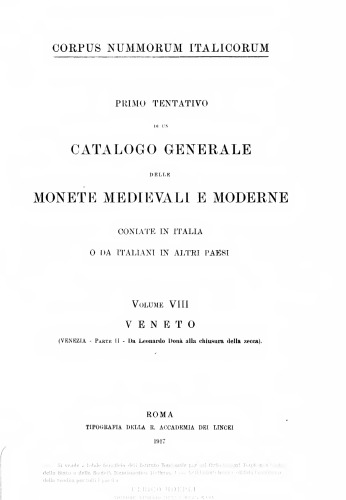 CORPUS NUMMORUM ITALICORUM
PRIMO TENTATIVO
DI UN
CATALOGO GENERALE
DELLE
MONETE MEDIEVALI E MODERNE
CONIATE IN ITALIA
O DA ITALIANI IN ALTRI PAESI
VOLUME VIII
VENETO
(VENEZIA - PARTE II - Da Leonardo Donà alla chiusura della zecca).
ROMA
TIPOGRAFIA DELLA R. ACCADEMIA DEI LINCEI
1917